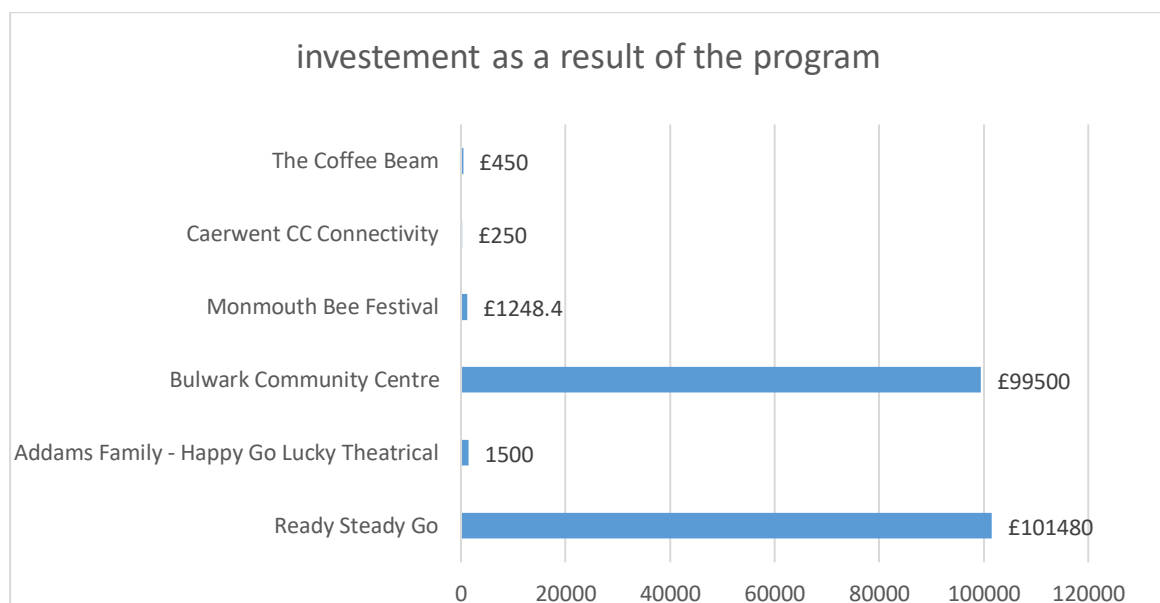 investement as a result of the program
The Coffee Beam £450
Caerwent CC Connectivity £250
Monmouth Bee Festival £1248.4
Bulwark Community Centre £99500
Addams Family - Happy Go Lucky Theatrical 1500
Ready Steady Go £101480
0 20000 40000 60000 80000 100000 120000